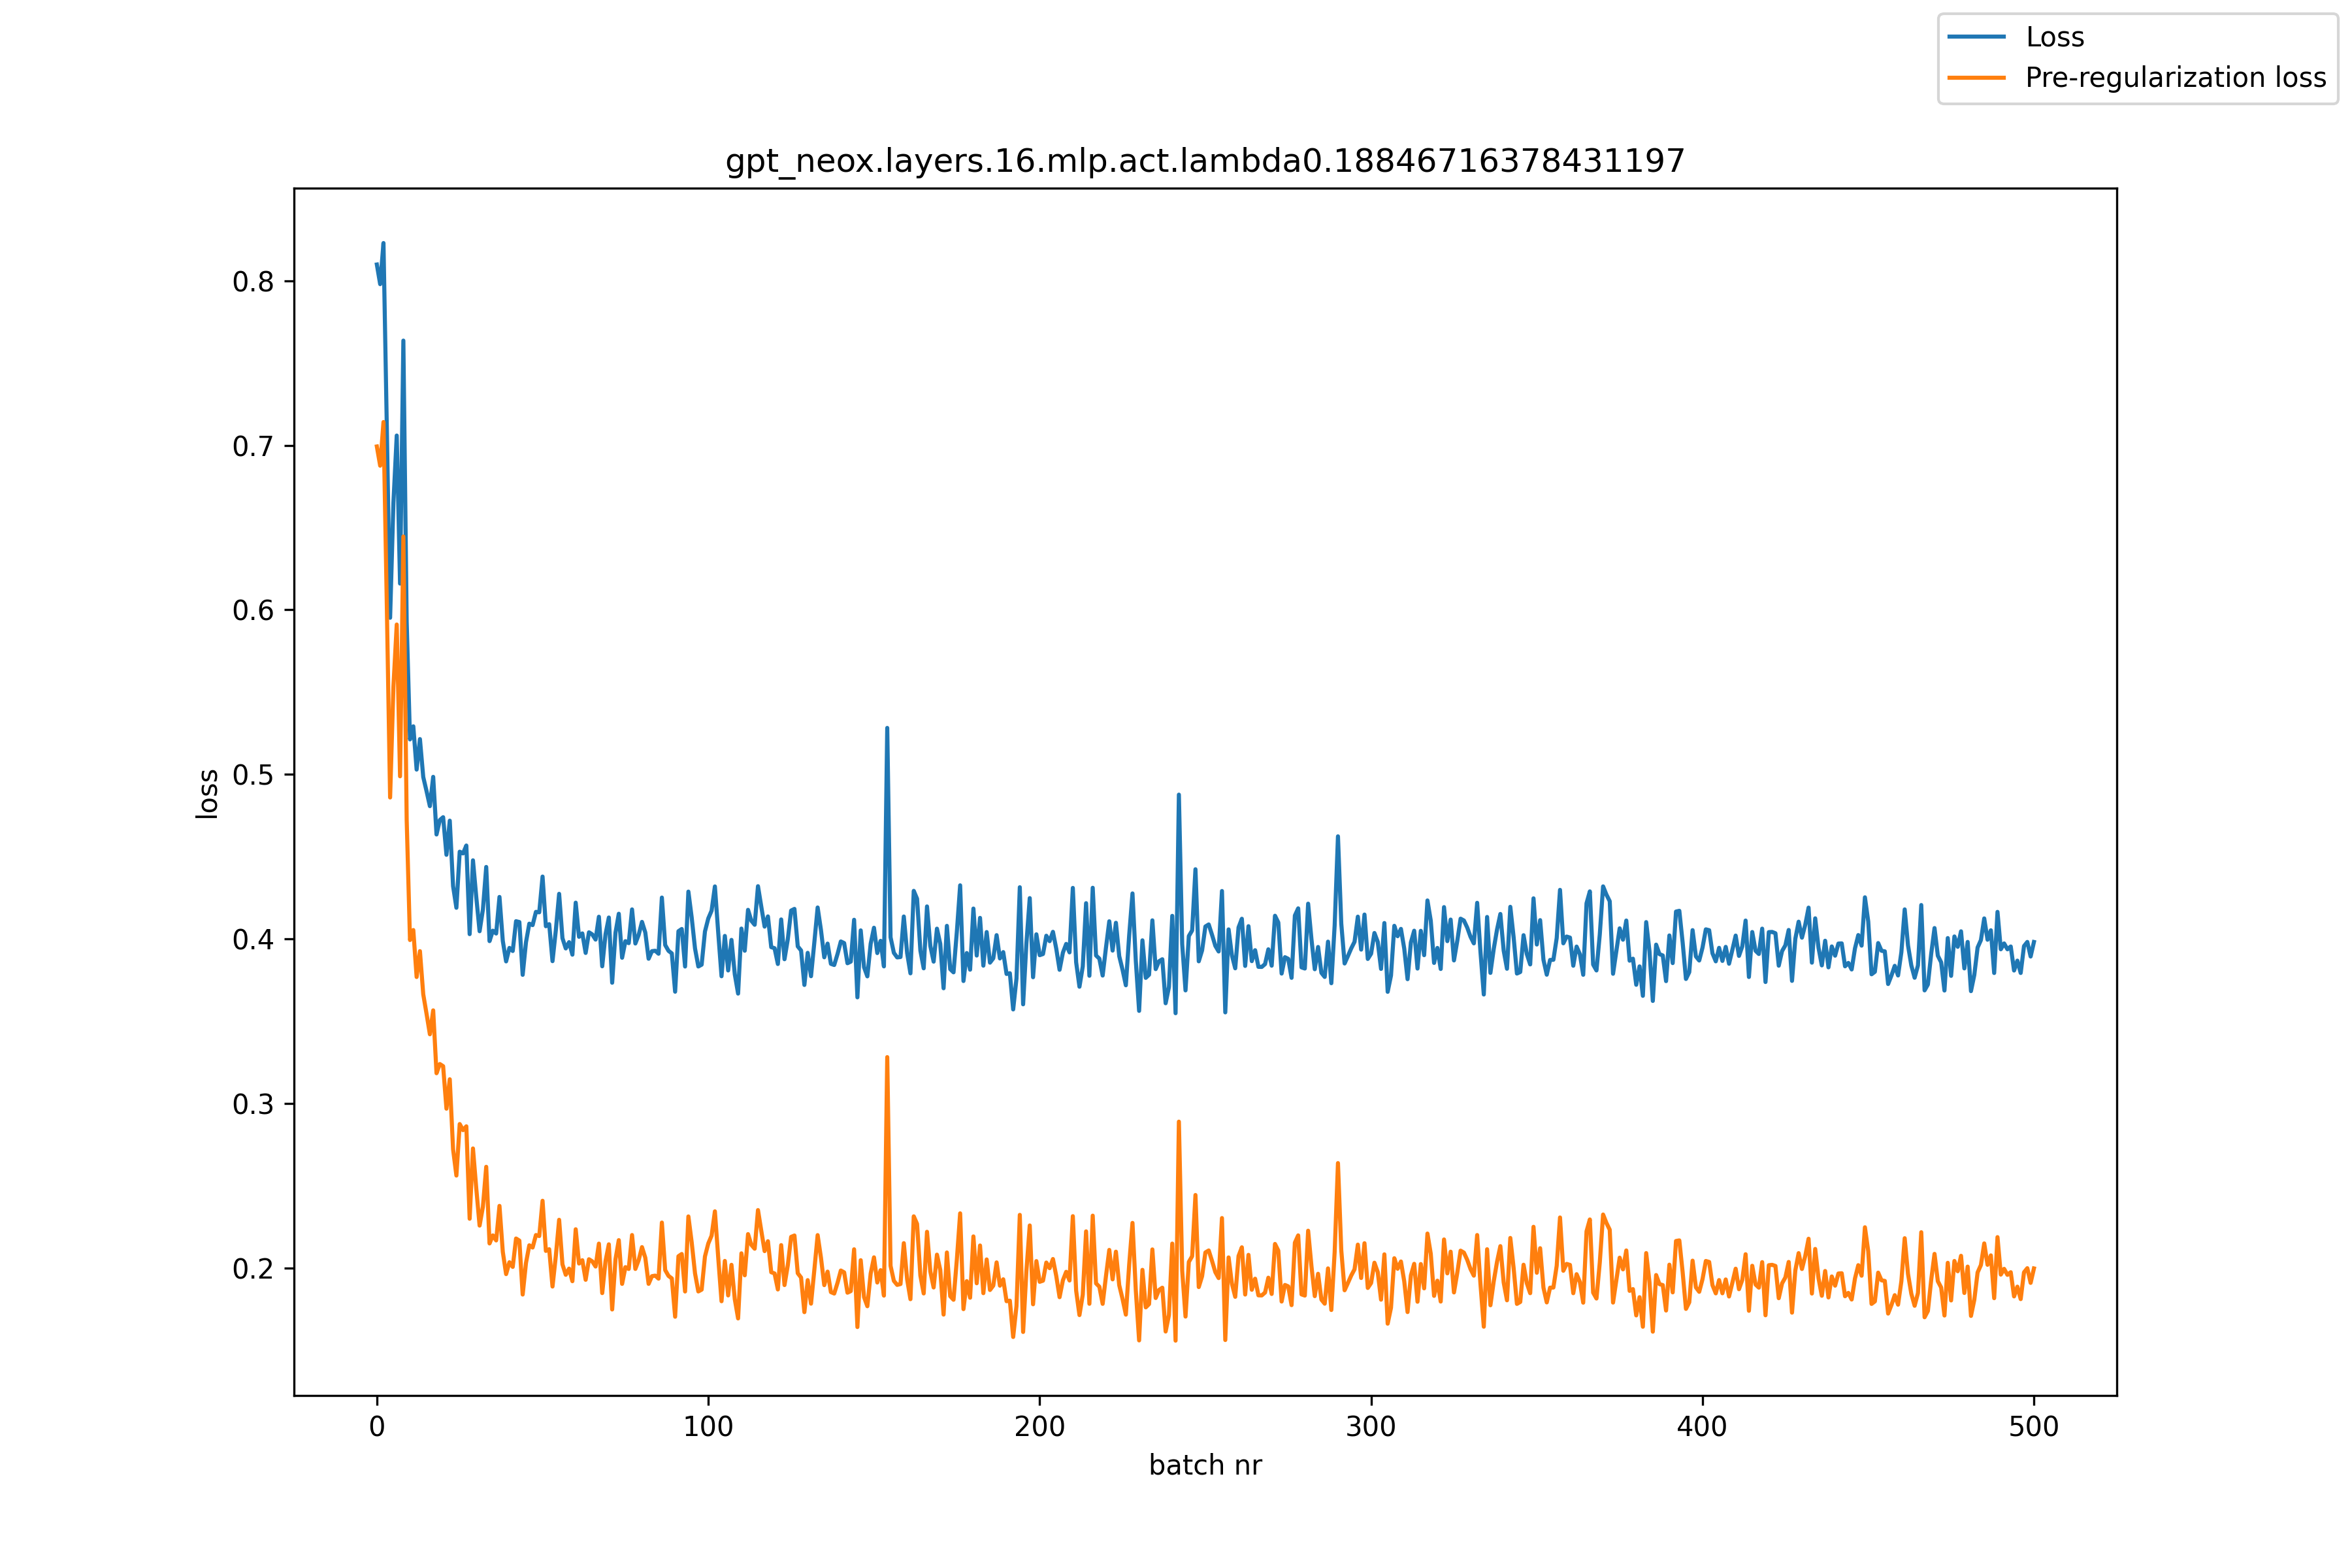 Loss
Pre-regularization loss
gpt_neox.layers.16.mlp.act.lambda0.18846716378431197
0.8
0.7
0.6
0.5
0.4
0.3
0.2
loss
0 100 200 300 400 500
batch nr